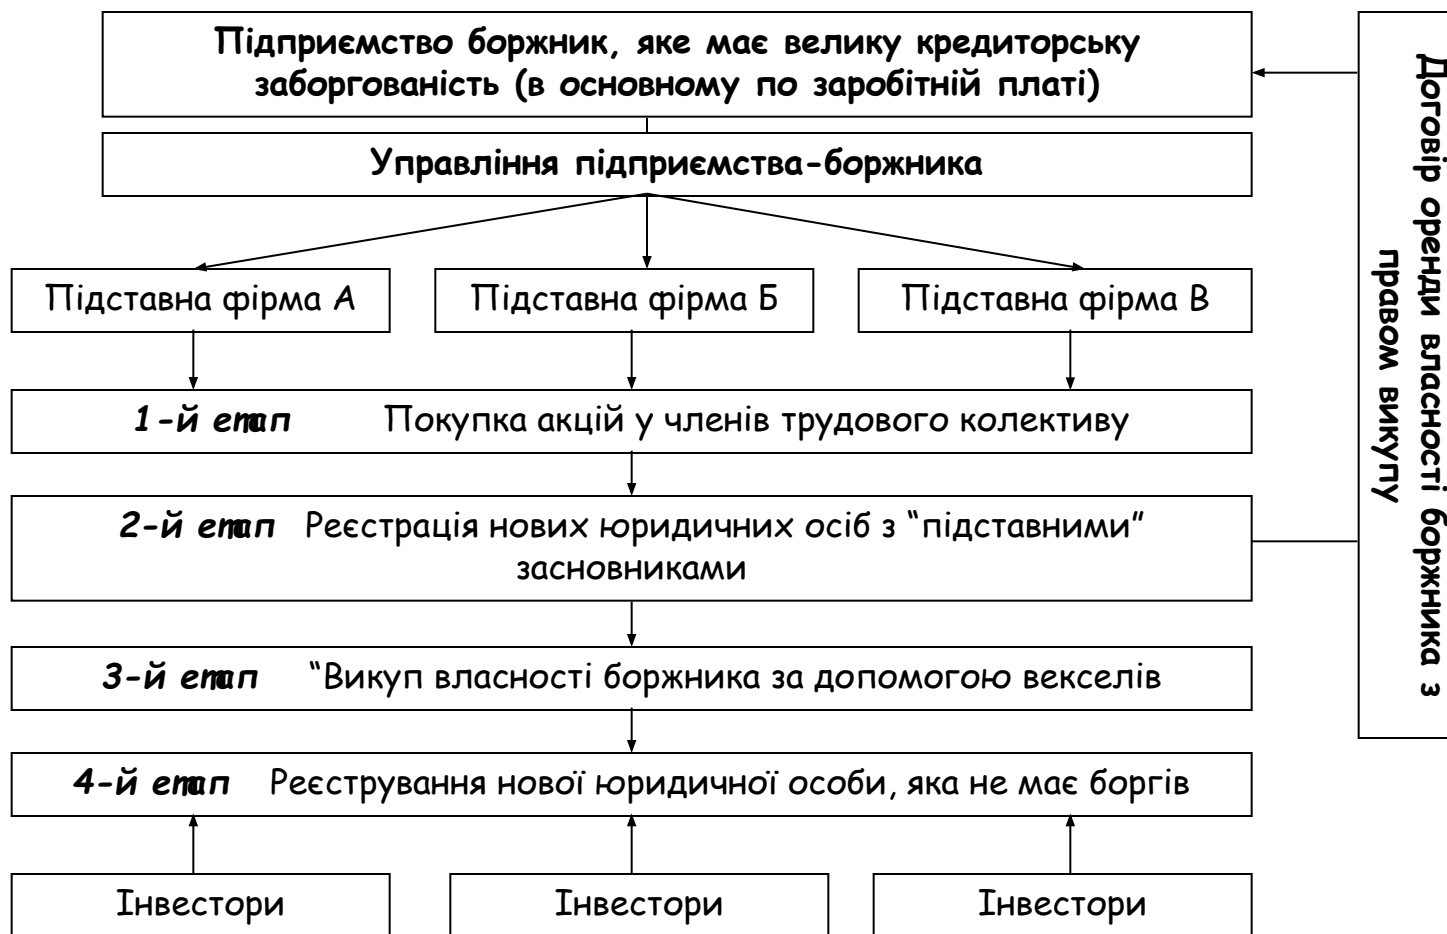 Підприємство боржник, яке має велику кредиторську
заборгованість (в основному по заробітній платі)
Управління підприємства-боржника
Підставна фірма А
Підставна фірма Б
Підставна фірма В
1-й етап Покупка акцій у членів трудового колективу
2-й етап Реєстрація нових юридичних осіб з “підставними”
засновниками
3-й етап “Викуп власності боржника за допомогою векселів
4-й етап Реєстрування нової юридичної особи, яка не має боргів
Інвестори
Інвестори
Інвестори
Договір оренди власності боржника з
правом викупу